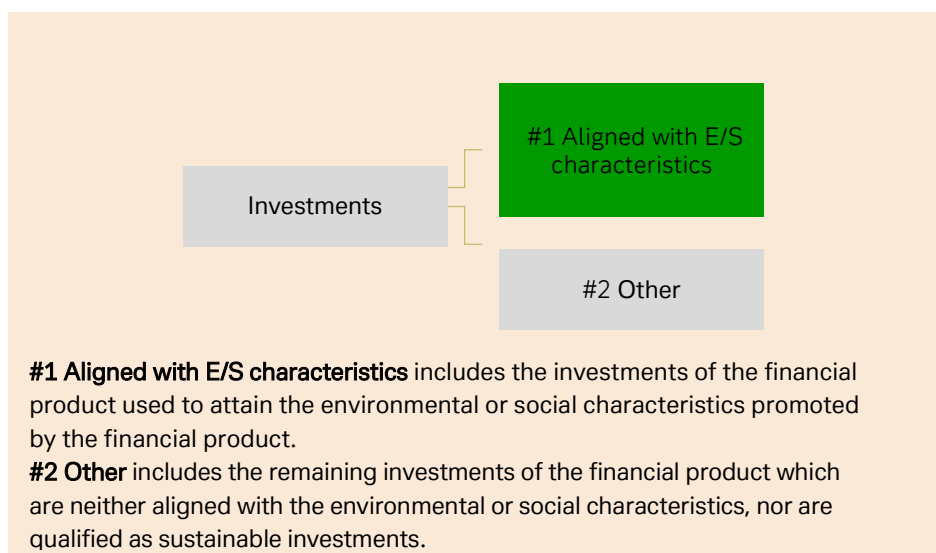 #1 Aligned with E/S
characteristics
Investments
#2 Other
#1 Aligned with E/S characteristics includes the investments of the financial
product used to attain the environmental or social characteristics promoted
by the financial product.
#2 Other includes the remaining investments of the financial product which
are neither aligned with the environmental or social characteristics, nor are
qualified as sustainable investments.